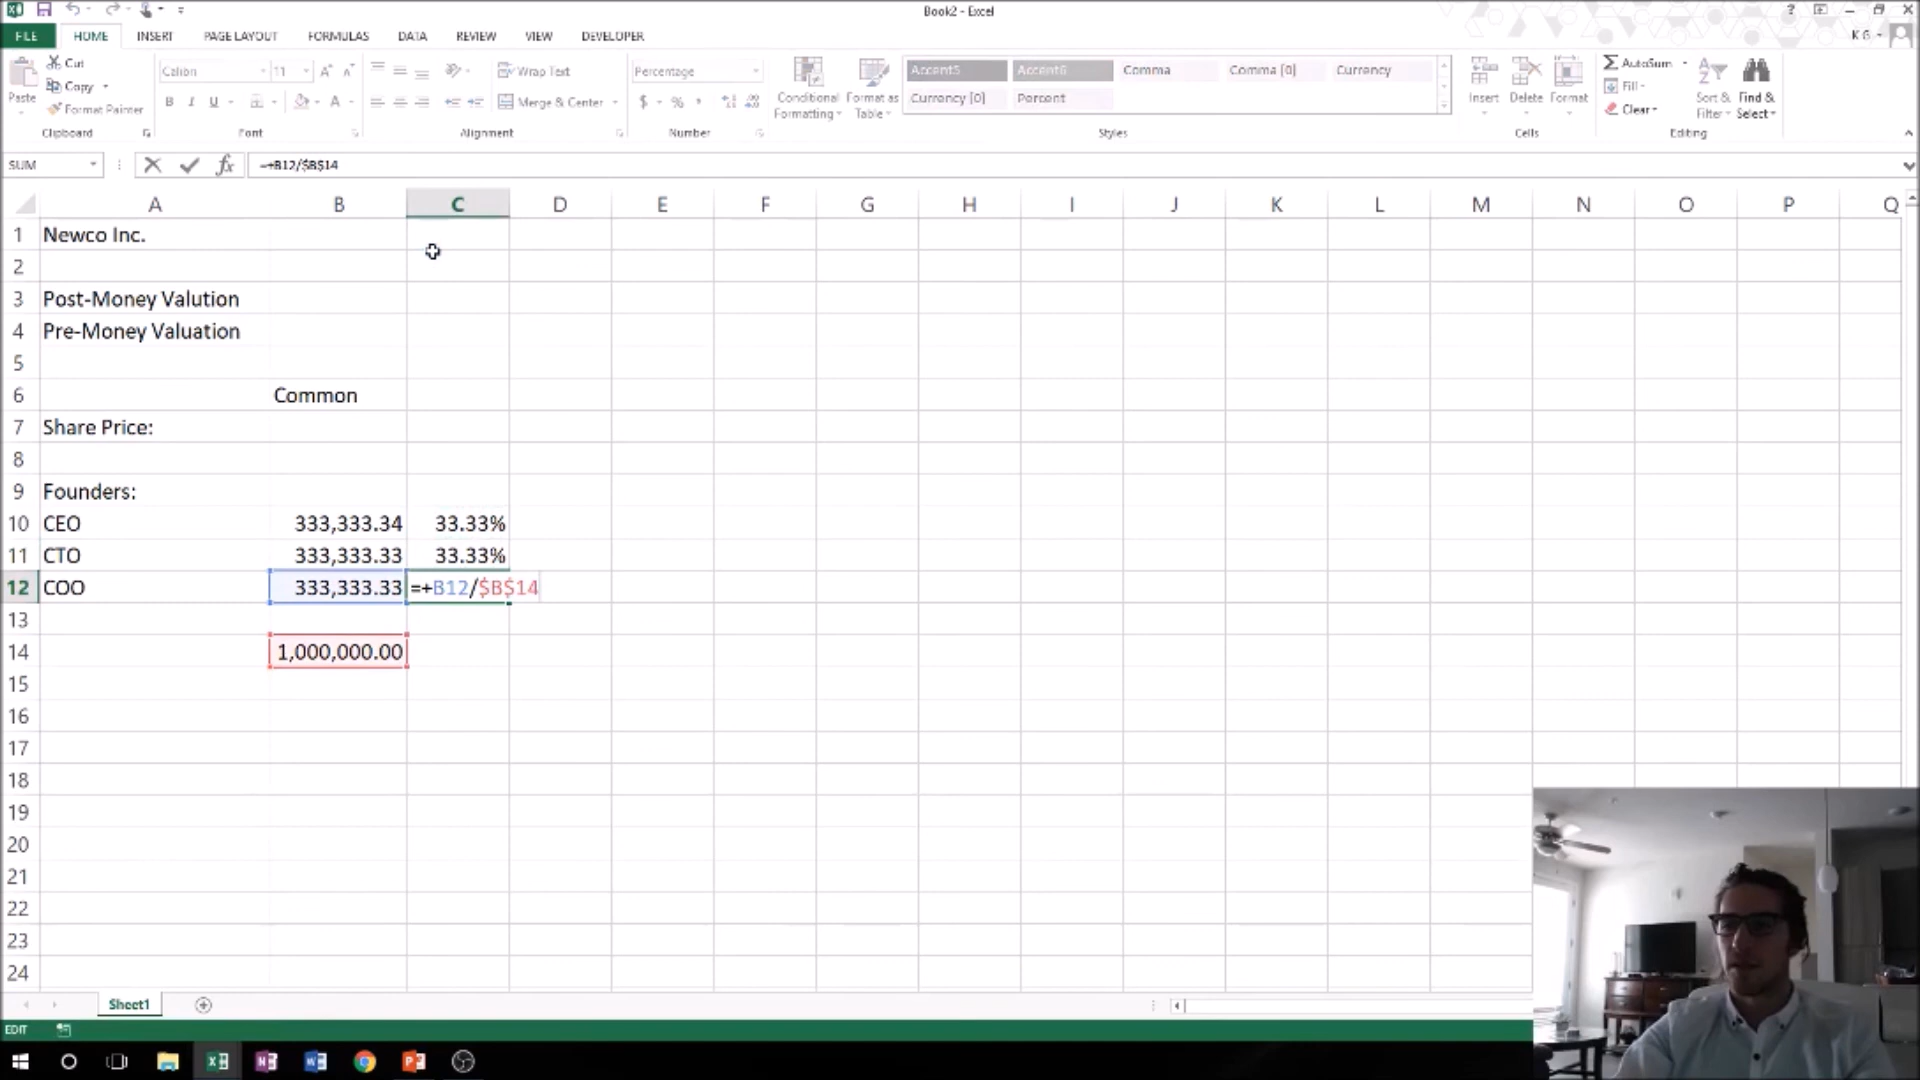 Book2 - Excel
FILE HOME INSERT PAGE LAYOUT FORMULAS DATA REVIEW VIEW DEVELOPER
K G
Paste
Cut
Copy
Format Painter
Clipboard
Calibri 11
B I U
Font
Wrap Text
Merge & Center
Alignment
Percentage
$ % ,
Number
Conditional Formatting
Format as Table
Accent5 Accent6 Comma Comma [0] Currency
Currency [0] Percent
Styles
Insert Delete Format
Cells
AutoSum
Fill
Clear
Sort & Filter
Find & Select
Editing
SUM fx =+B12/$B$14
A B C D E F G H I J K L M N O P Q
1 Newco Inc.
2
3 Post-Money Valution
4 Pre-Money Valuation
5
6 Common
7 Share Price:
8
9 Founders:
10 CEO 333,333.34 33.33%
11 CTO 333,333.33 33.33%
12 COO 333,333.33 =+B12/$B$14
13
14 1,000,000.00
15
16
17
18
19
20
21
22
23
24
Sheet1
EDIT